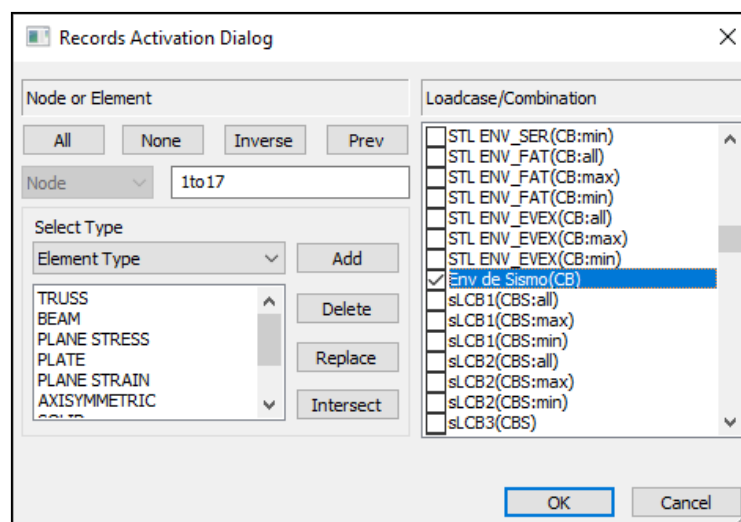 Records Activation Dialog
Node or Element
All None Inverse Prev
Node 1to17
Select Type
Element Type Add
TRUSS
BEAM
PLANE STRESS
PLATE
PLANE STRAIN
AXISYMMETRIC
Delete
Replace
Intersect
Loadcase/Combination
STL ENV_SER(CB:min)
STL ENV_FAT(CB:all)
STL ENV_FAT(CB:max)
STL ENV_FAT(CB:min)
STL ENV_EVEX(CB:all)
STL ENV_EVEX(CB:max)
STL ENV_EVEX(CB:min)
Env de Sismo(CB)
sLCB1(CBS:all)
sLCB1(CBS:max)
sLCB1(CBS:min)
sLCB2(CBS:all)
sLCB2(CBS:max)
sLCB2(CBS:min)
sLCB3(CBS)
OK Cancel